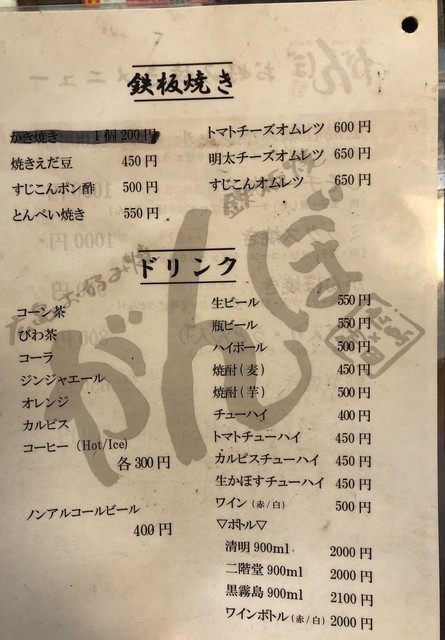 鉄板焼き
かき焼き 1個200円
焼きえだ豆 450円
すじこんポン酢 500円
とんぺい焼き 550円
トマトチーズオムレツ 600円
明太チーズオムレツ 650円
すじこんオムレツ 650円
ドリンク
コーン茶
びわ茶
コーラ
ジンジャエール
オレンジ
カルピス
コーヒー (Hot/Ice)
各300円
ノンアルコールビール
400円
生ビール 550円
瓶ビール 550円
ハイボール 500円
焼酎(麦) 450円
焼酎(芋) 500円
チューハイ 400円
トマトチューハイ 450円
カルピスチューハイ 450円
生かぼすチューハイ 450円
ワイン(赤/白) 500円
▽ボトル▽
清明 900ml 2000円
二階堂 900ml 2000円
黒霧島 900ml 2100円
ワインボトル(赤/白) 2000円
がんぼ